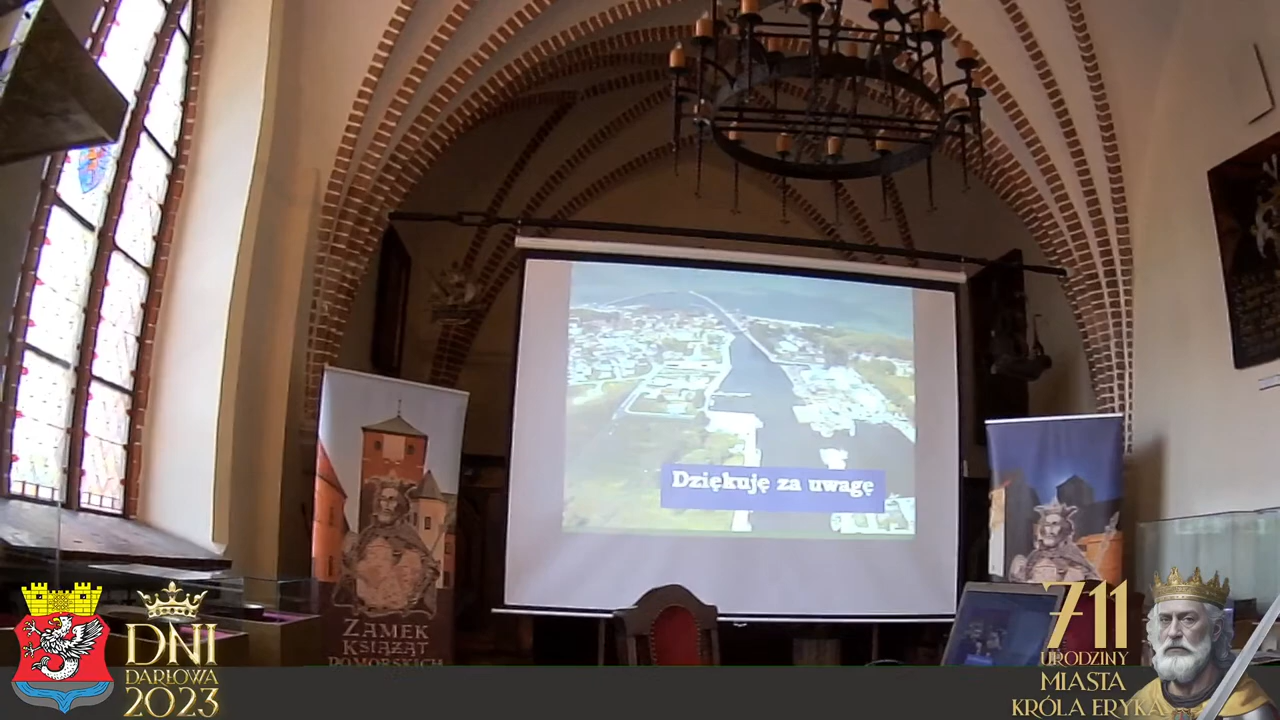 Dziękuję za uwagę
ZAMEK
KSIĄŻĄT
POMORSKICH
DNI
DARŁOWA
2023
711
URODZINY
MIASTA
KRÓLA ERYKA